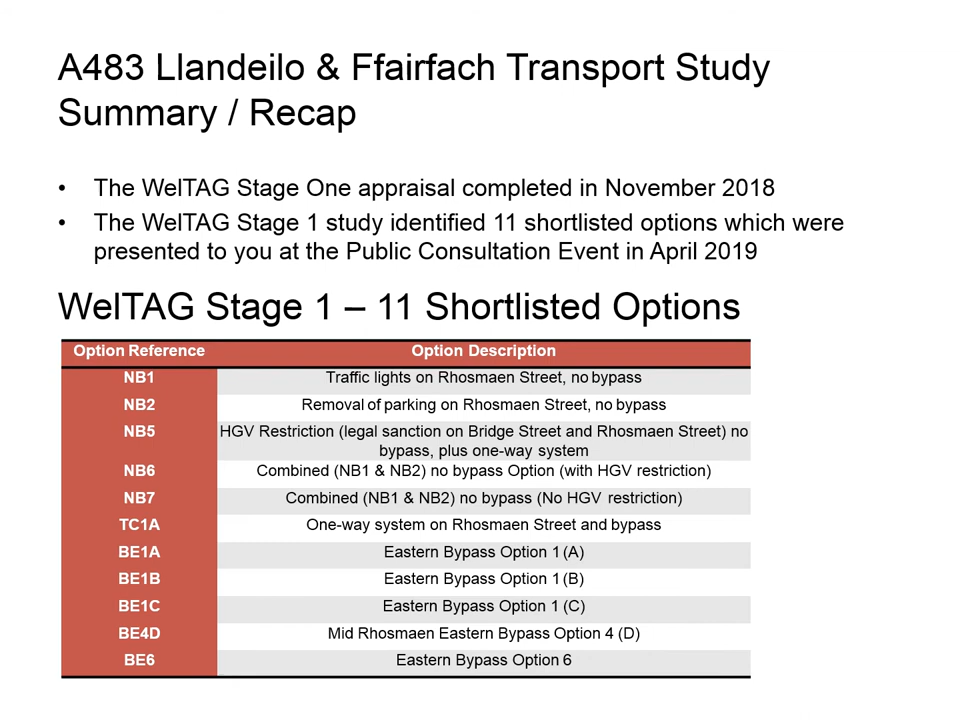 A483 Llandeilo & Ffairfach Transport Study
Summary / Recap
• The WelTAG Stage One appraisal completed in November 2018
• The WelTAG Stage 1 study identified 11 shortlisted options which were
presented to you at the Public Consultation Event in April 2019
WelTAG Stage 1 – 11 Shortlisted Options
Option Reference Option Description
NB1 Traffic lights on Rhosmaen Street, no bypass
NB2 Removal of parking on Rhosmaen Street, no bypass
NB5 HGV Restriction (legal sanction on Bridge Street and Rhosmaen Street) no
bypass, plus one-way system
NB6 Combined (NB1 & NB2) no bypass Option (with HGV restriction)
NB7 Combined (NB1 & NB2) no bypass (No HGV restriction)
TC1A One-way system on Rhosmaen Street and bypass
BE1A Eastern Bypass Option 1 (A)
BE1B Eastern Bypass Option 1 (B)
BE1C Eastern Bypass Option 1 (C)
BE4D Mid Rhosmaen Eastern Bypass Option 4 (D)
BE6 Eastern Bypass Option 6